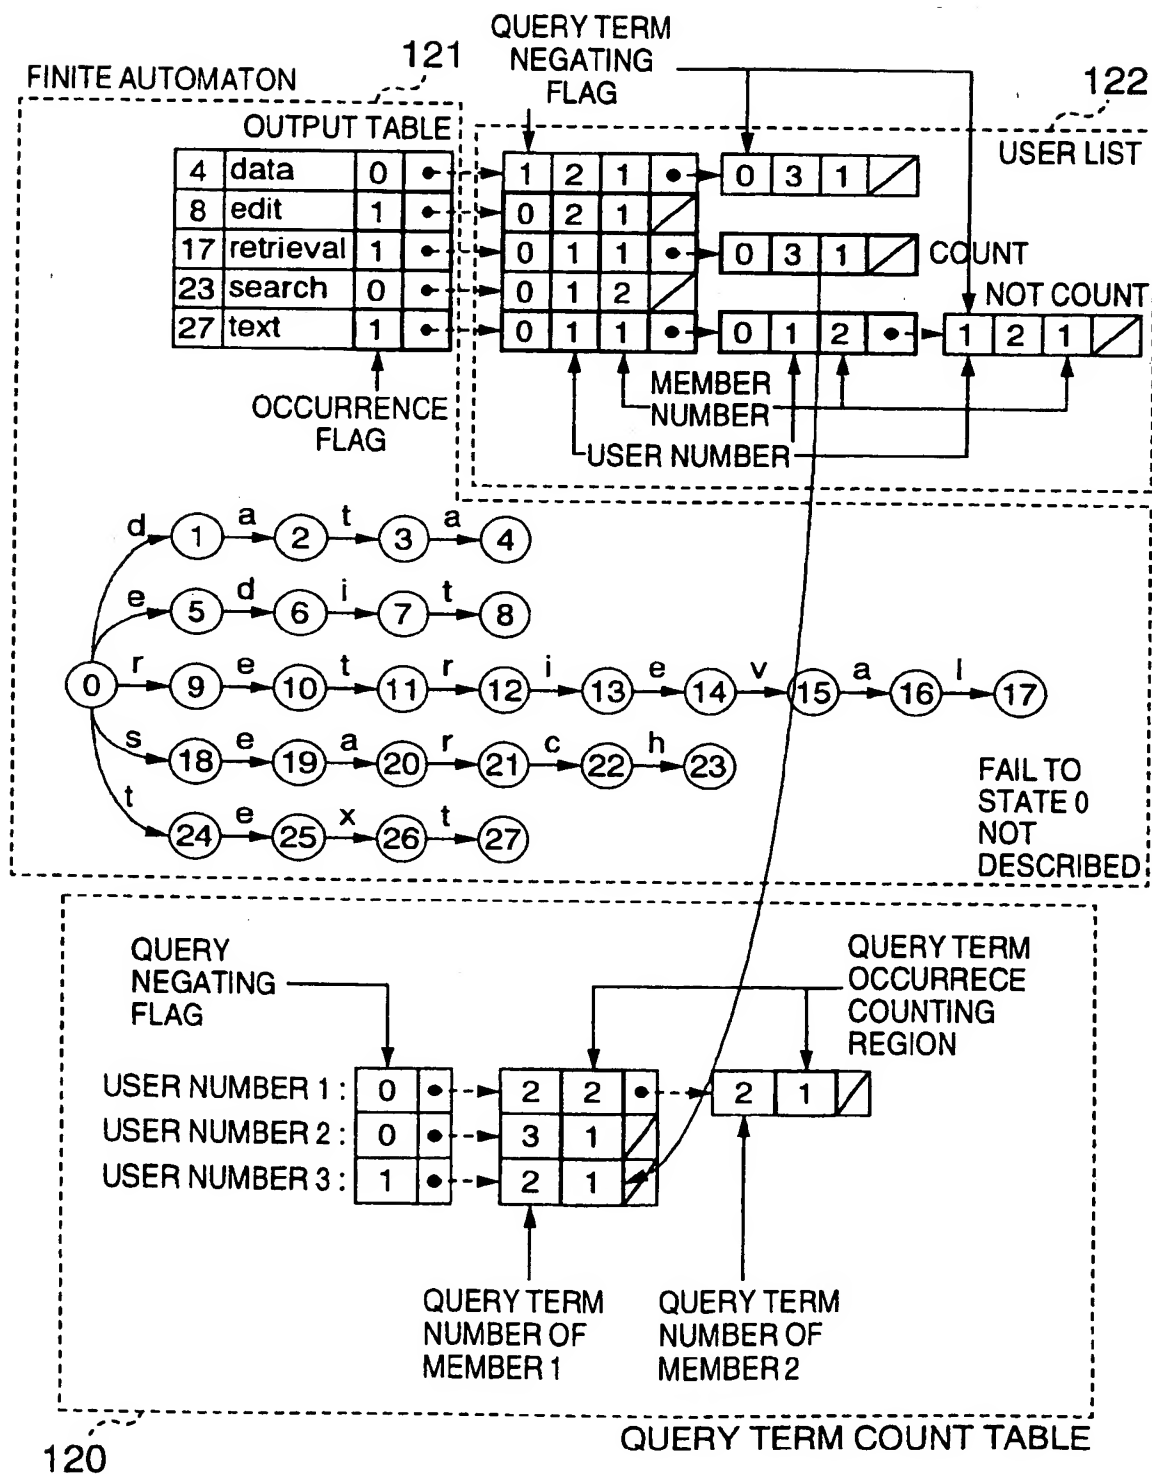 QUERY TERM
NEGATING
FLAG
121
122
FINITE AUTOMATON
OUTPUT TABLE
USER LIST
4 data 0 1 2 1 0 3 1
8 edit 1 0 2 1
17 retrieval 1 0 1 1 0 3 1 COUNT
23 search 0 0 1 2 NOT COUNT
27 text 1 0 1 1 0 1 2 1 2 1
OCCURRENCE
FLAG
MEMBER
NUMBER
USER NUMBER
d a t a
1 2 3 4
e d i t
5 6 7 8
r e t r i e v a l
0 9 10 11 12 13 14 15 16 17
s e a r c h
18 19 20 21 22 23
t e x t
24 25 26 27
FAIL TO
STATE 0
NOT
DESCRIBED
QUERY
NEGATING
FLAG
QUERY TERM
OCCURRECE
COUNTING
REGION
USER NUMBER 1 : 0 2 2 2 1
USER NUMBER 2 : 0 3 1
USER NUMBER 3 : 1 2 1
QUERY TERM
NUMBER OF
MEMBER 1
QUERY TERM
NUMBER OF
MEMBER 2
QUERY TERM COUNT TABLE
120